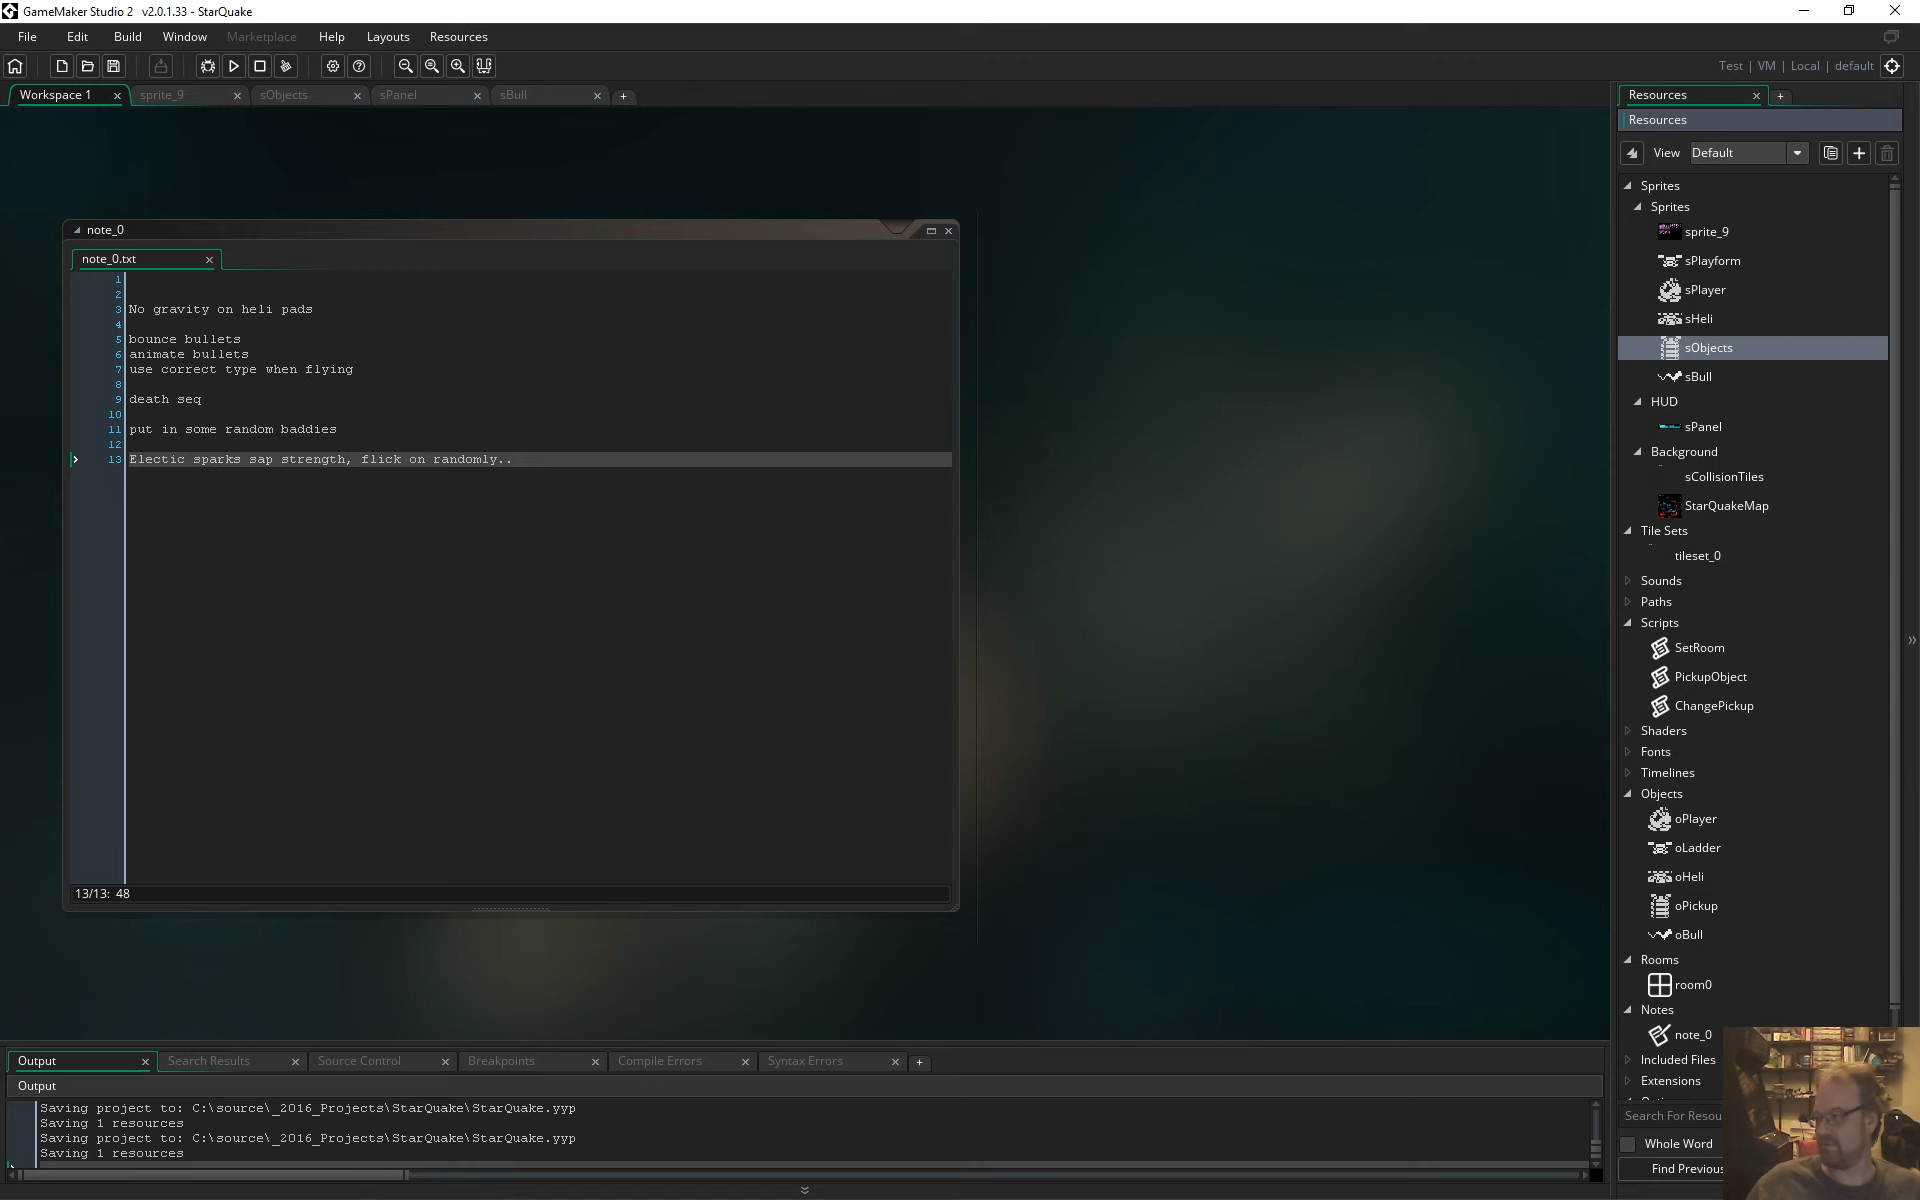 GameMaker Studio 2 v2.0.1.33 - StarQuake
File Edit Build Window Marketplace Help Layouts Resources
Test | VM | Local | default
Workspace 1 sprite_9 sObjects sPanel sBull
Resources
Resources
View Default
Sprites
Sprites
sprite_9
sPlayform
sPlayer
sHeli
sObjects
sBull
HUD
sPanel
Background
sCollisionTiles
StarQuakeMap
Tile Sets
tileset_0
Sounds
Paths
Scripts
SetRoom
PickupObject
ChangePickup
Shaders
Fonts
Timelines
Objects
oPlayer
oLadder
oHeli
oPickup
oBull
Rooms
room0
Notes
note_0
Included Files
Extensions
Search For Resou
Whole Word
Find Previous
note_0
note_0.txt
1
2
3 No gravity on heli pads
4
5 bounce bullets
6 animate bullets
7 use correct type when flying
8
9 death seq
10
11 put in some random baddies
12
13 Electic sparks sap strength, flick on randomly..
13/13: 48
Output Search Results Source Control Breakpoints Compile Errors Syntax Errors
Output
Saving project to: C:\source\_2016_Projects\StarQuake\StarQuake.yyp
Saving 1 resources
Saving project to: C:\source\_2016_Projects\StarQuake\StarQuake.yyp
Saving 1 resources